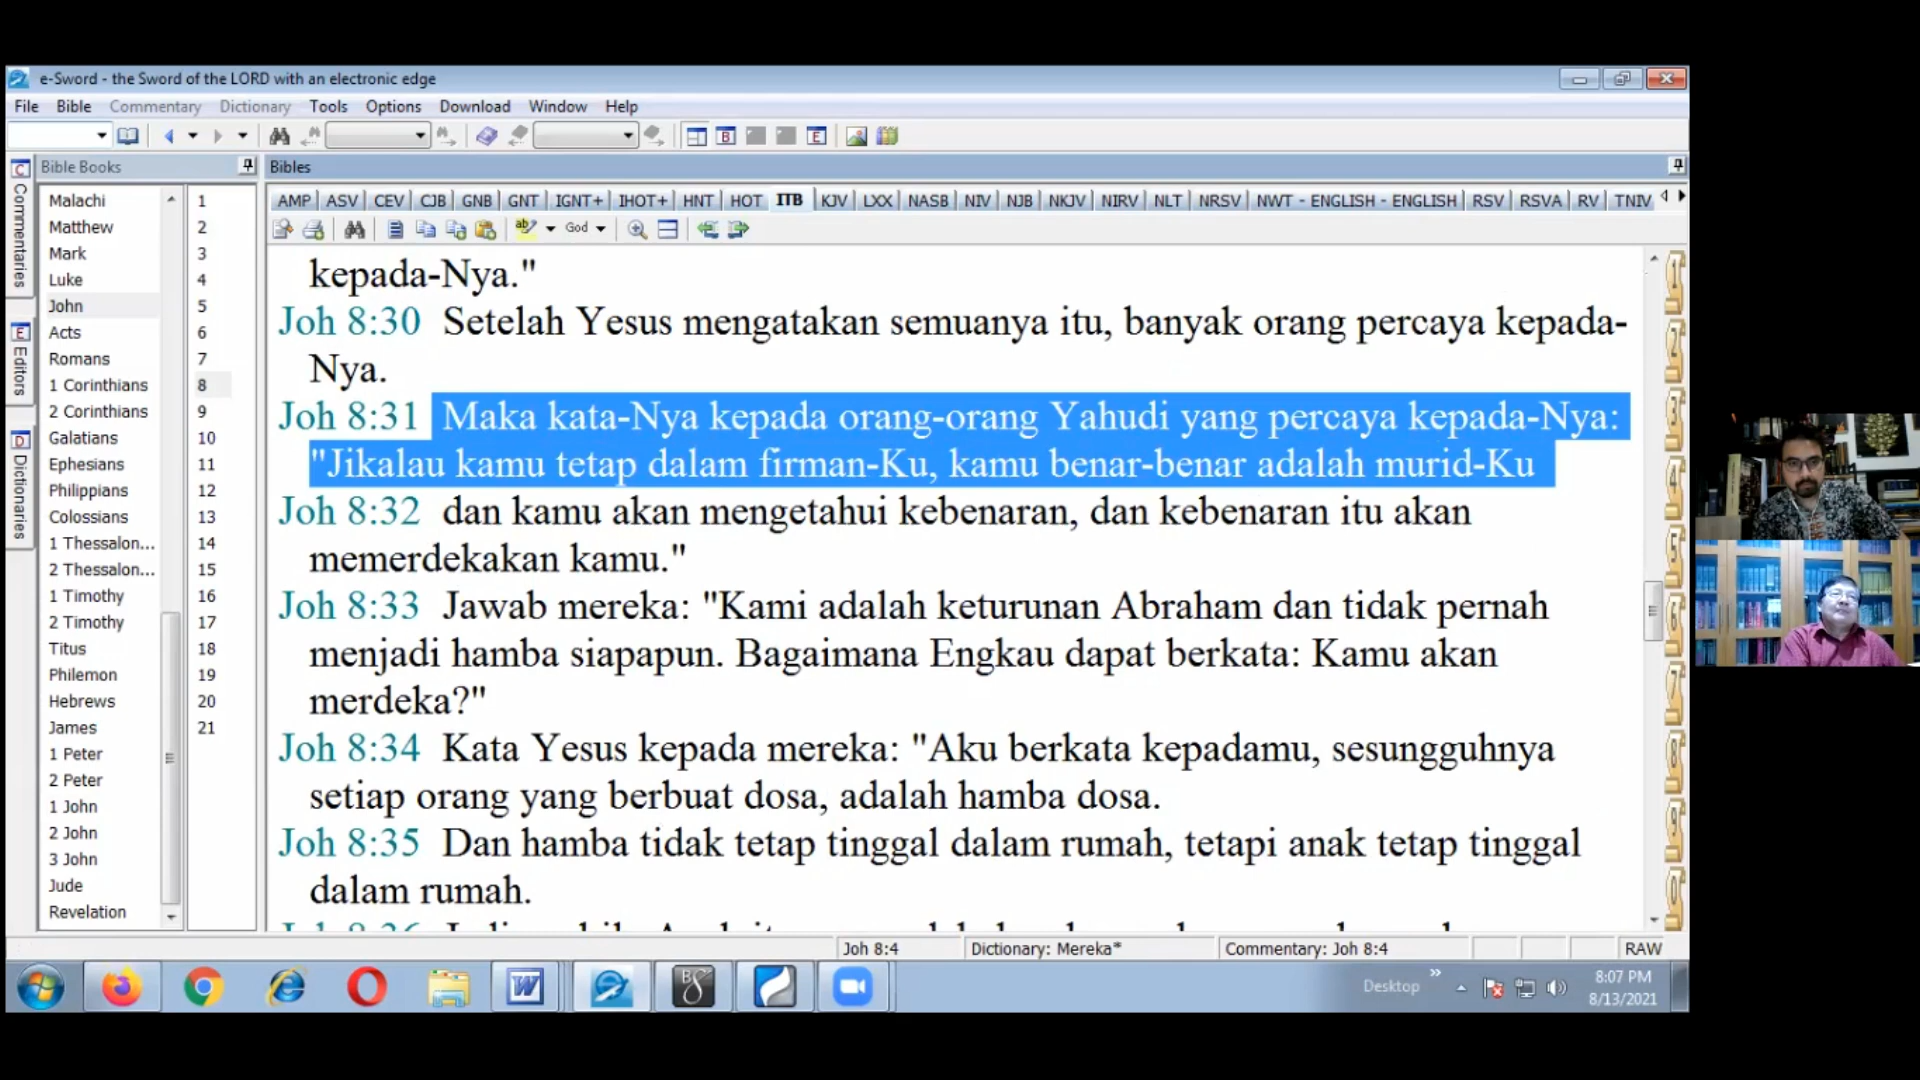 e-Sword - the Sword of the LORD with an electronic edge
File Bible Commentary Dictionary Tools Options Download Window Help
Bible Books
Bibles
AMP ASV CEV CJB GNB GNT IGNT+ IHOT+ HNT HOT ITB KJV LXX NASB NIV NJB NKJV NIRV NLT NRSV NWT - ENGLISH - ENGLISH RSV RSVA RV TNIV
God
Commentaries
Editors
Dictionaries
Malachi 1
Matthew 2
Mark 3
Luke 4
John 5
Acts 6
Romans 7
1 Corinthians 8
2 Corinthians 9
Galatians 10
Ephesians 11
Philippians 12
Colossians 13
1 Thessalon... 14
2 Thessalon... 15
1 Timothy 16
2 Timothy 17
Titus 18
Philemon 19
Hebrews 20
James 21
1 Peter
2 Peter
1 John
2 John
3 John
Jude
Revelation
kepada-Nya."
Joh 8:30 Setelah Yesus mengatakan semuanya itu, banyak orang percaya kepada-
Nya.
Joh 8:31 Maka kata-Nya kepada orang-orang Yahudi yang percaya kepada-Nya:
"Jikalau kamu tetap dalam firman-Ku, kamu benar-benar adalah murid-Ku
Joh 8:32 dan kamu akan mengetahui kebenaran, dan kebenaran itu akan
memerdekakan kamu."
Joh 8:33 Jawab mereka: "Kami adalah keturunan Abraham dan tidak pernah
menjadi hamba siapapun. Bagaimana Engkau dapat berkata: Kamu akan
merdeka?"
Joh 8:34 Kata Yesus kepada mereka: "Aku berkata kepadamu, sesungguhnya
setiap orang yang berbuat dosa, adalah hamba dosa.
Joh 8:35 Dan hamba tidak tetap tinggal dalam rumah, tetapi anak tetap tinggal
dalam rumah.
1
2
3
4
5
6
7
8
9
0
Joh 8:4 Dictionary: Mereka* Commentary: Joh 8:4 RAW
Desktop
8:07 PM
8/13/2021